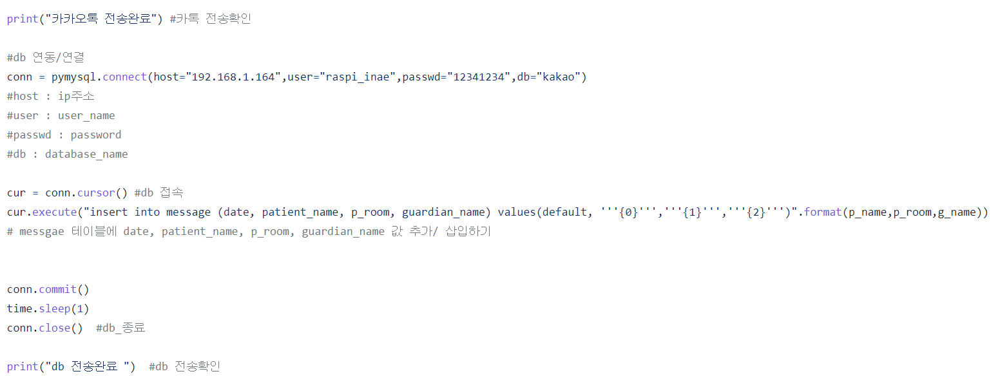 print("카카오톡 전송완료") #카톡 전송확인
#db 연동/연결
conn = pymysql.connect(host="192.168.1.164",user="raspi_inae",passwd="12341234",db="kakao")
#host : ip주소
#user : user_name
#passwd : password
#db : database_name
cur = conn.cursor() #db 접속
cur.execute("insert into message (date, patient_name, p_room, guardian_name) values(default, '''{0}''','''{1}''','''{2}''')".format(p_name,p_room,g_name))
# messgae 테이블에 date, patient_name, p_room, guardian_name 값 추가/ 삽입하기
conn.commit()
time.sleep(1)
conn.close()  #db_종료
print("db 전송완료 ")  #db 전송확인